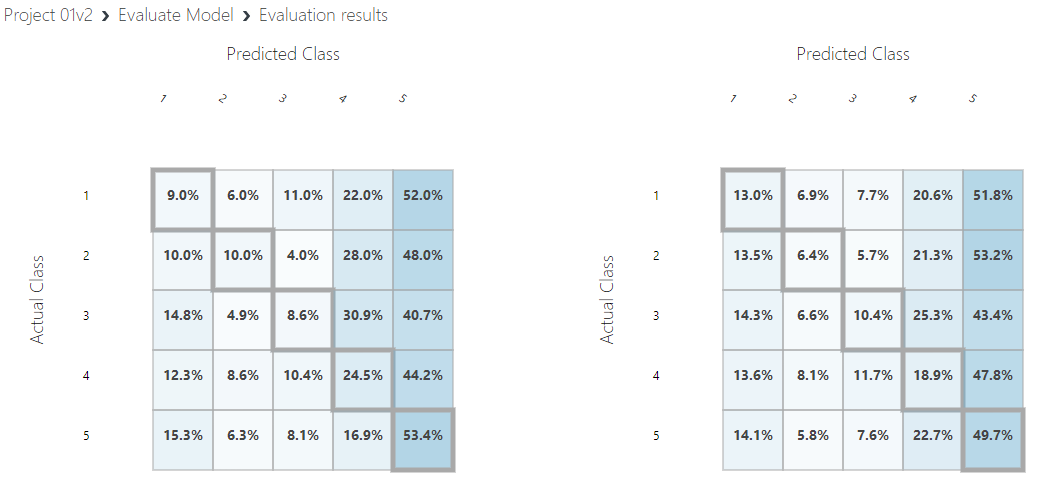 Project 01v2 › Evaluate Model › Evaluation results
Predicted Class
1 2 3 4 5
Actual Class
1 9.0% 6.0% 11.0% 22.0% 52.0%
2 10.0% 10.0% 4.0% 28.0% 48.0%
3 14.8% 4.9% 8.6% 30.9% 40.7%
4 12.3% 8.6% 10.4% 24.5% 44.2%
5 15.3% 6.3% 8.1% 16.9% 53.4%
Predicted Class
1 2 3 4 5
Actual Class
1 13.0% 6.9% 7.7% 20.6% 51.8%
2 13.5% 6.4% 5.7% 21.3% 53.2%
3 14.3% 6.6% 10.4% 25.3% 43.4%
4 13.6% 8.1% 11.7% 18.9% 47.8%
5 14.1% 5.8% 7.6% 22.7% 49.7%